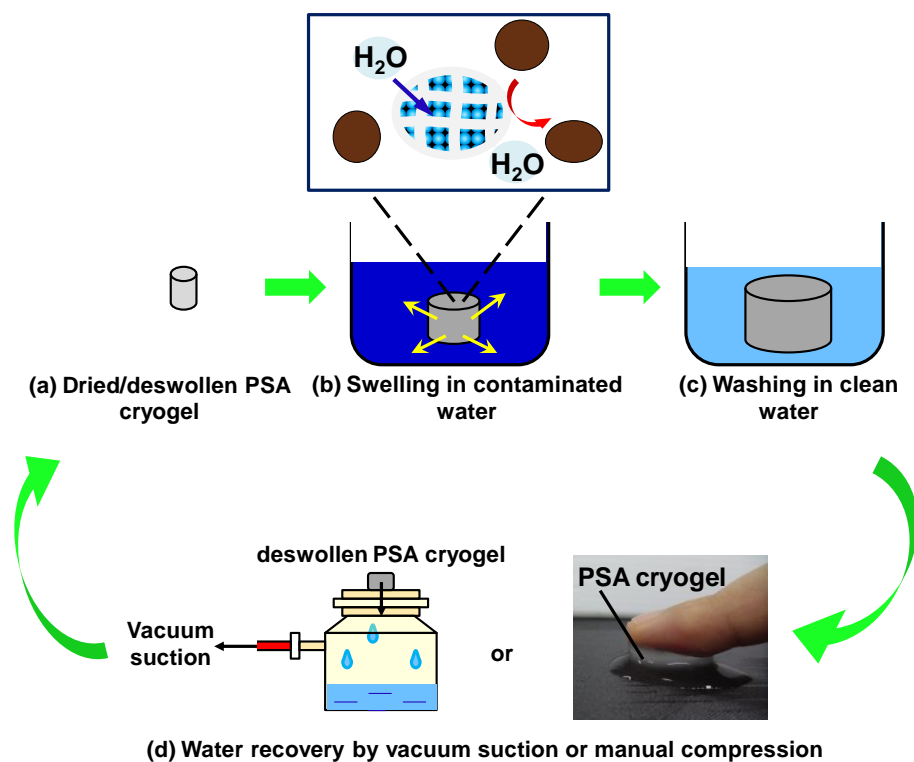 H₂O
H₂O
(a) Dried/deswollen PSA
cryogel
(b) Swelling in contaminated
water
(c) Washing in clean
water
deswollen PSA cryogel
Vacuum
suction
or
PSA cryogel
(d) Water recovery by vacuum suction or manual compression